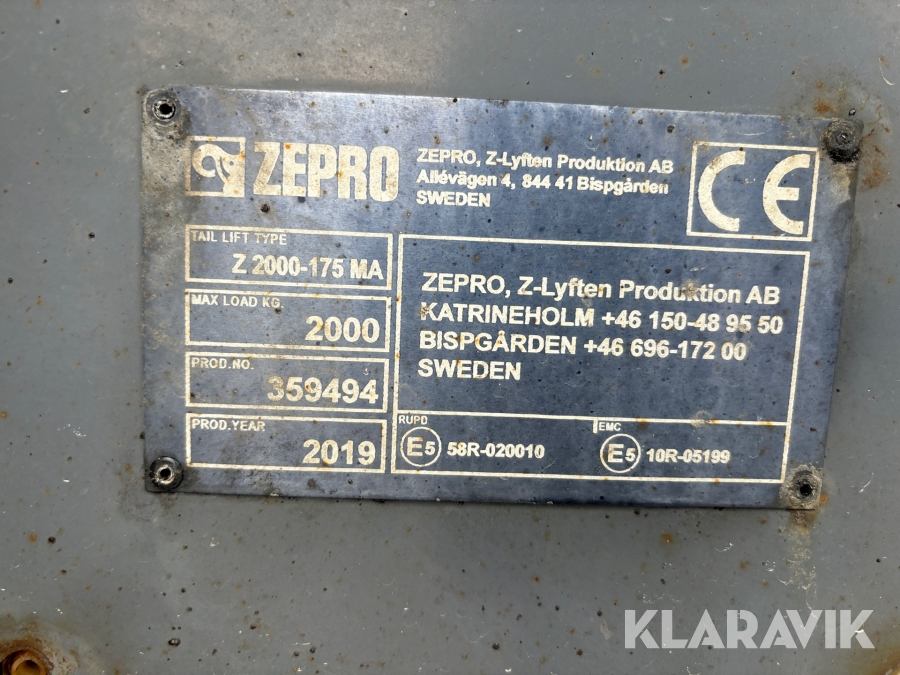 ZEPRO
ZEPRO, Z-Lyften Produktion AB
Allévägen 4, 844 41 Bispgården
SWEDEN
CE
TAIL LIFT TYPE
Z 2000-175 MA
MAX LOAD KG.
2000
PROD.NO.
359494
PROD.YEAR
2019
ZEPRO, Z-Lyften Produktion AB
KATRINEHOLM +46 150-48 95 50
BISPGÅRDEN +46 696-172 00
SWEDEN
RUPD
E5 58R-020010
EMC
E5 10R-05199
KLARAVIK